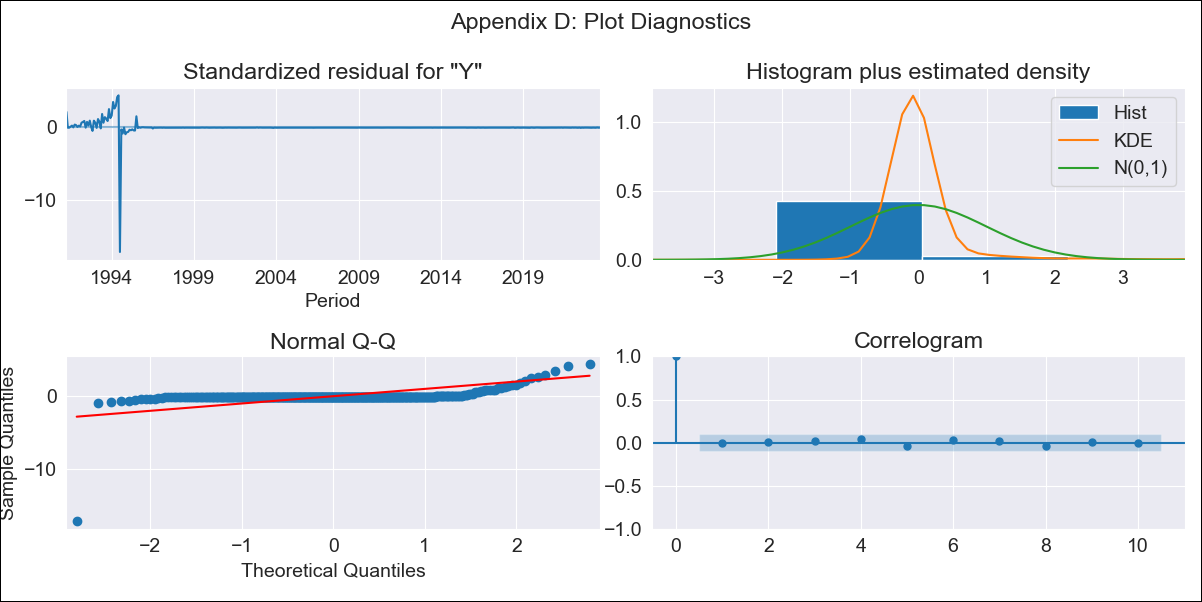 Appendix D: Plot Diagnostics
Standardized residual for "Y"
0
−10
1994 1999 2004 2009 2014 2019
Period
Histogram plus estimated density
1.0
0.5
0.0
Hist
KDE
N(0,1)
−3 −2 −1 0 1 2 3
Normal Q-Q
Sample Quantiles
0
−10
−2 −1 0 1 2
Theoretical Quantiles
Correlogram
1.0
0.5
0.0
−0.5
−1.0
0 2 4 6 8 10